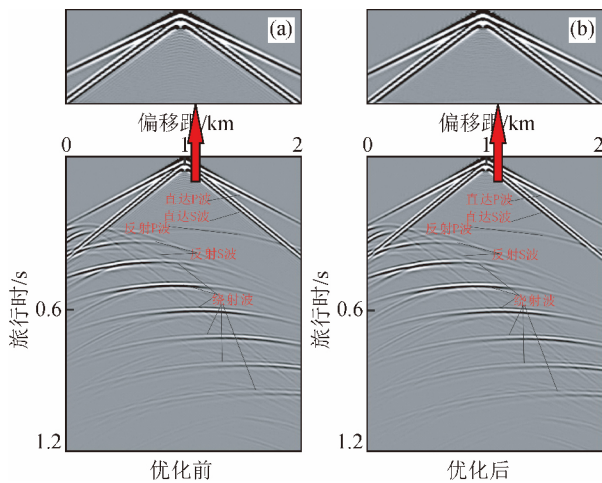 (a)
(b)
偏移距/km
偏移距/km
0
1
2
0
1
2
直达P波
直达S波
反射P波
反射S波
绕射波
直达P波
直达S波
反射P波
反射S波
绕射波
旅行时/s
旅行时/s
0.6
0.6
1.2
1.2
优化前
优化后